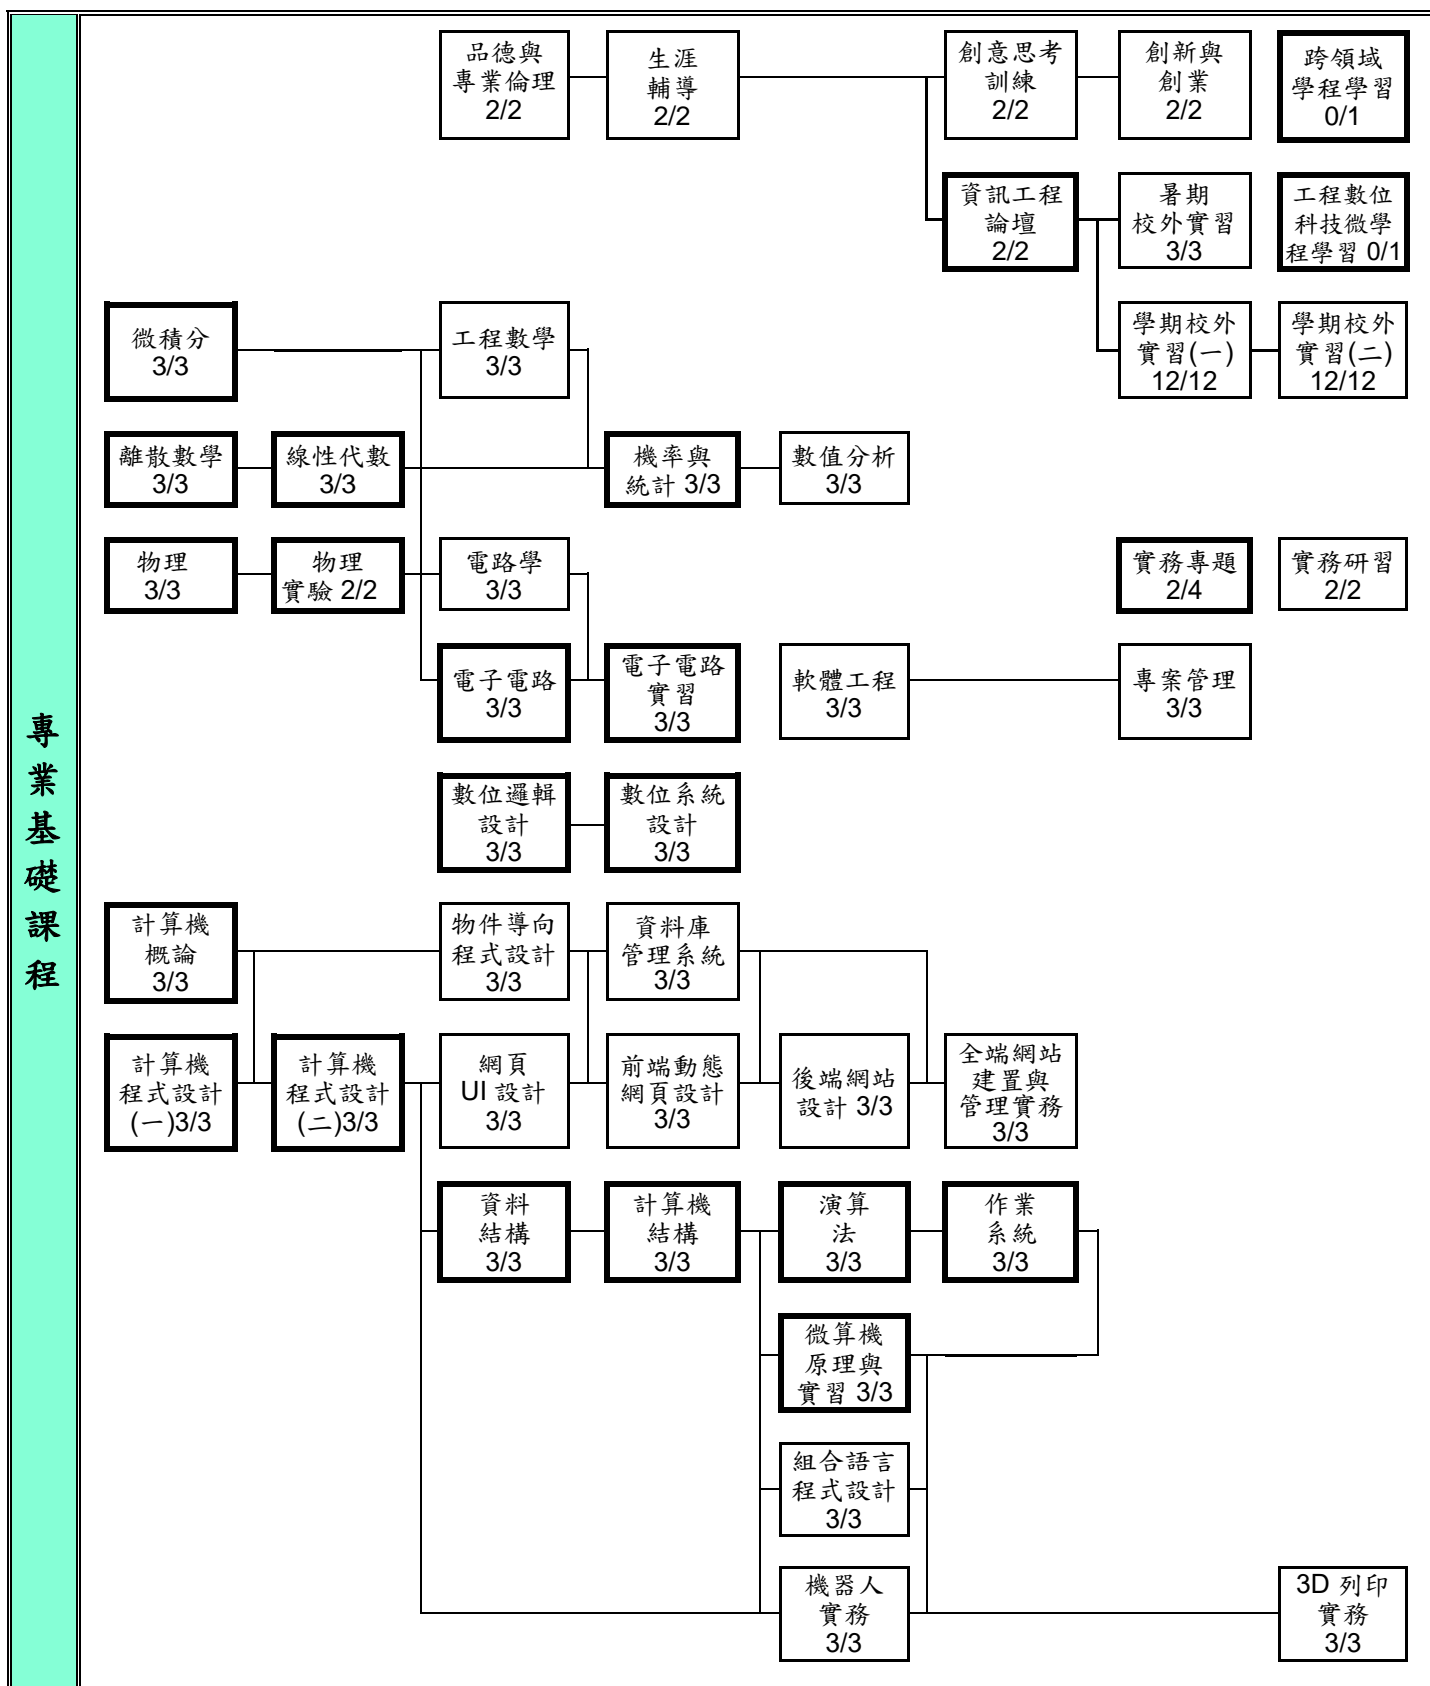 專業基礎課程
品德與
專業倫理
2/2
生涯
輔導
2/2
創意思考
訓練
2/2
創新與
創業
2/2
跨領域
學程學習
0/1
資訊工程
論壇
2/2
暑期
校外實習
3/3
工程數位
科技微學
程學習 0/1
微積分
3/3
工程數學
3/3
學期校外
實習(一)
12/12
學期校外
實習(二)
12/12
離散數學
3/3
線性代數
3/3
機率與
統計 3/3
數值分析
3/3
物理
3/3
物理
實驗 2/2
電路學
3/3
實務專題
2/4
實務研習
2/2
電子電路
3/3
電子電路
實習
3/3
軟體工程
3/3
專案管理
3/3
數位邏輯
設計
3/3
數位系統
設計
3/3
計算機
概論
3/3
物件導向
程式設計
3/3
資料庫
管理系統
3/3
計算機
程式設計
(一)3/3
計算機
程式設計
(二)3/3
網頁
UI 設計
3/3
前端動態
網頁設計
3/3
後端網站
設計 3/3
全端網站
建置與
管理實務
3/3
資料
結構
3/3
計算機
結構
3/3
演算
法
3/3
作業
系統
3/3
微算機
原理與
實習 3/3
組合語言
程式設計
3/3
機器人
實務
3/3
3D 列印
實務
3/3